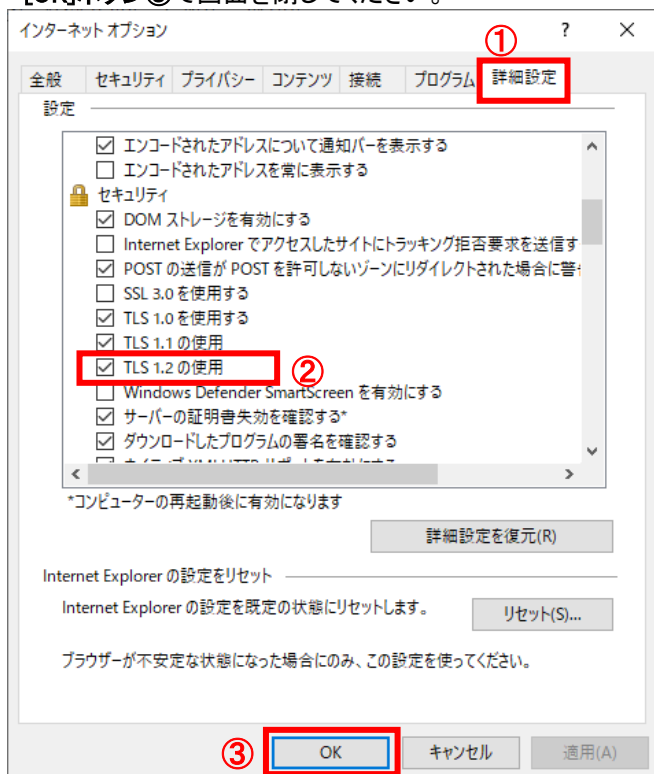 [OK]ボタン③で画面を閉じてください。
インターネット オプション ① ? ×
全般 セキュリティ プライバシー コンテンツ 接続 プログラム 詳細設定
設定
エンコードされたアドレスについて通知バーを表示する
エンコードされたアドレスを常に表示する
セキュリティ
DOM ストレージを有効にする
Internet Explorer でアクセスしたサイトにトラッキング拒否要求を送信す
POST の送信が POST を許可しないゾーンにリダイレクトされた場合に警
SSL 3.0 を使用する
TLS 1.0 を使用する
TLS 1.1 の使用
TLS 1.2 の使用 ②
Windows Defender SmartScreen を有効にする
サーバーの証明書失効を確認する*
ダウンロードしたプログラムの署名を確認する
*コンピューターの再起動後に有効になります
詳細設定を復元(R)
Internet Explorer の設定をリセット
Internet Explorer の設定を既定の状態にリセットします。 リセット(S)...
ブラウザーが不安定な状態になった場合にのみ、この設定を使ってください。
③ OK キャンセル 適用(A)